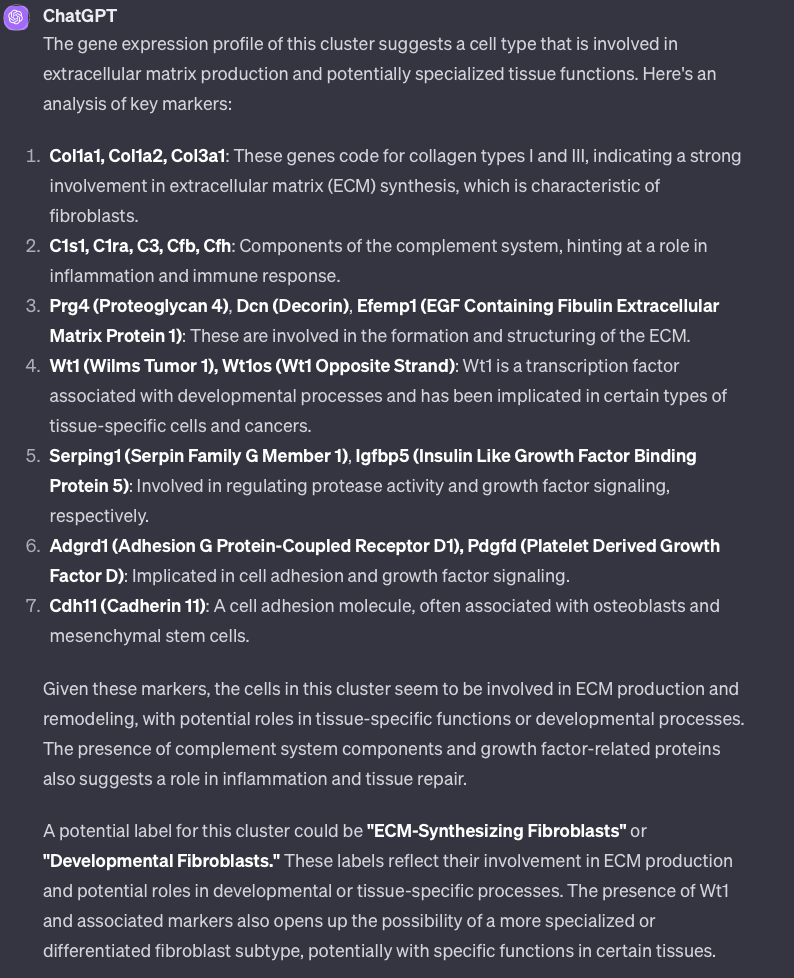 ChatGPT
The gene expression profile of this cluster suggests a cell type that is involved in
extracellular matrix production and potentially specialized tissue functions. Here's an
analysis of key markers:
1. Col1a1, Col1a2, Col3a1: These genes code for collagen types I and III, indicating a strong
involvement in extracellular matrix (ECM) synthesis, which is characteristic of
fibroblasts.
2. C1s1, C1ra, C3, Cfb, Cfh: Components of the complement system, hinting at a role in
inflammation and immune response.
3. Prg4 (Proteoglycan 4), Dcn (Decorin), Efemp1 (EGF Containing Fibulin Extracellular
Matrix Protein 1): These are involved in the formation and structuring of the ECM.
4. Wt1 (Wilms Tumor 1), Wt1os (Wt1 Opposite Strand): Wt1 is a transcription factor
associated with developmental processes and has been implicated in certain types of
tissue-specific cells and cancers.
5. Serping1 (Serpin Family G Member 1), Igfbp5 (Insulin Like Growth Factor Binding
Protein 5): Involved in regulating protease activity and growth factor signaling,
respectively.
6. Adgrd1 (Adhesion G Protein-Coupled Receptor D1), Pdgfd (Platelet Derived Growth
Factor D): Implicated in cell adhesion and growth factor signaling.
7. Cdh11 (Cadherin 11): A cell adhesion molecule, often associated with osteoblasts and
mesenchymal stem cells.
Given these markers, the cells in this cluster seem to be involved in ECM production and
remodeling, with potential roles in tissue-specific functions or developmental processes.
The presence of complement system components and growth factor-related proteins
also suggests a role in inflammation and tissue repair.
A potential label for this cluster could be "ECM-Synthesizing Fibroblasts" or
"Developmental Fibroblasts." These labels reflect their involvement in ECM production
and potential roles in developmental or tissue-specific processes. The presence of Wt1
and associated markers also opens up the possibility of a more specialized or
differentiated fibroblast subtype, potentially with specific functions in certain tissues.